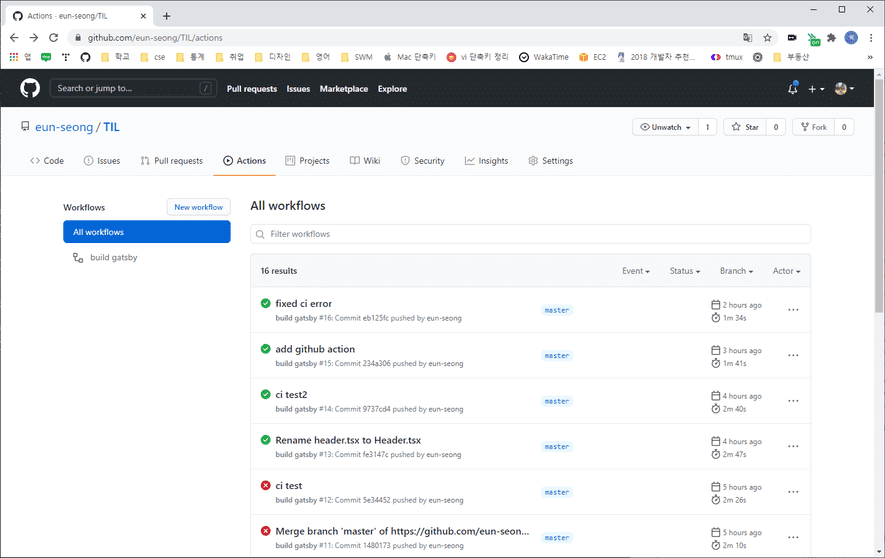 Actions · eun-seong/TIL
github.com/eun-seong/TIL/actions
앱 학교 cse 통계 취업 디자인 영어 SWM Mac 단축키 vi 단축키 정리 WakaTime EC2 2018 개발자 추천... tmux 부동산 »
Search or jump to... / Pull requests Issues Marketplace Explore
eun-seong / TIL
Unwatch 1 Star 0 Fork 0
Code Issues Pull requests Actions Projects Wiki Security Insights Settings
Workflows New workflow
All workflows
build gatsby
All workflows
Filter workflows
16 results Event Status Branch Actor
fixed ci error
build gatsby #16: Commit eb125fc pushed by eun-seong
master
2 hours ago
1m 34s
add github action
build gatsby #15: Commit 234a306 pushed by eun-seong
master
3 hours ago
1m 41s
ci test2
build gatsby #14: Commit 9737cd4 pushed by eun-seong
master
4 hours ago
2m 40s
Rename header.tsx to Header.tsx
build gatsby #13: Commit fe3147c pushed by eun-seong
master
4 hours ago
2m 47s
ci test
build gatsby #12: Commit 5e34452 pushed by eun-seong
master
5 hours ago
2m 26s
Merge branch 'master' of https://github.com/eun-seon...
build gatsby #11: Commit 1480173 pushed by eun-seong
master
5 hours ago
2m 10s